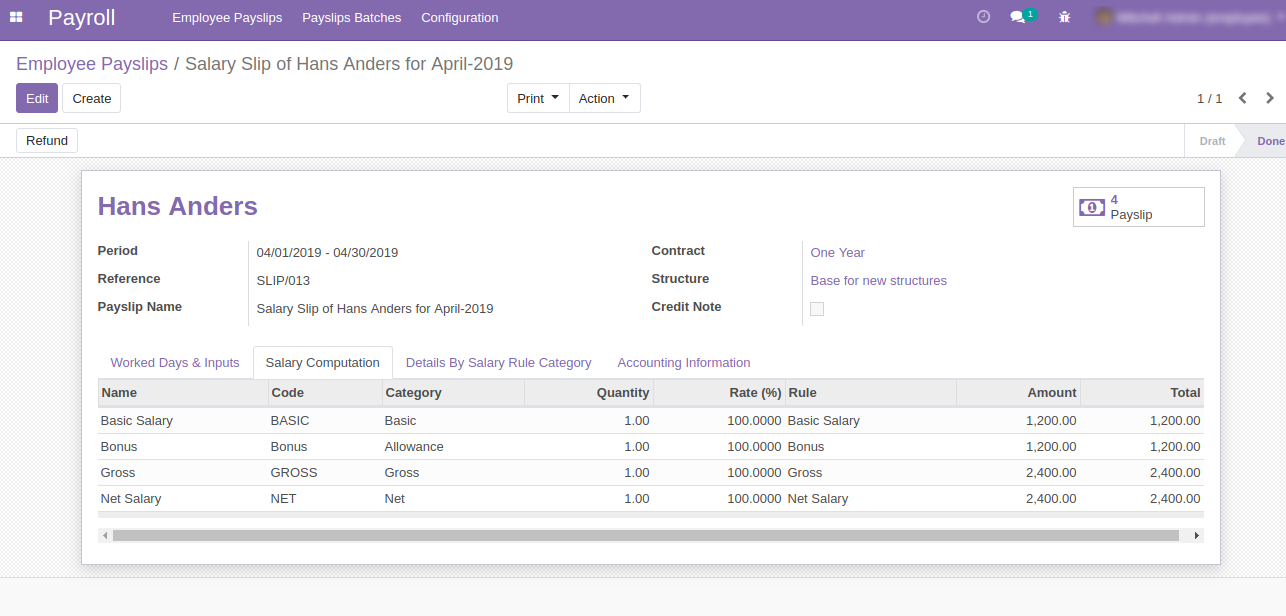 Payroll Employee Payslips Payslips Batches Configuration 1
Employee Payslips / Salary Slip of Hans Anders for April-2019
Edit Create Print Action 1 / 1
Refund Draft Done
Hans Anders
4
Payslip
Period 04/01/2019 - 04/30/2019 Contract One Year
Reference SLIP/013 Structure Base for new structures
Payslip Name Salary Slip of Hans Anders for April-2019 Credit Note
Worked Days & Inputs Salary Computation Details By Salary Rule Category Accounting Information
Name Code Category Quantity Rate (%) Rule Amount Total
Basic Salary BASIC Basic 1.00 100.0000 Basic Salary 1,200.00 1,200.00
Bonus Bonus Allowance 1.00 100.0000 Bonus 1,200.00 1,200.00
Gross GROSS Gross 1.00 100.0000 Gross 2,400.00 2,400.00
Net Salary NET Net 1.00 100.0000 Net Salary 2,400.00 2,400.00